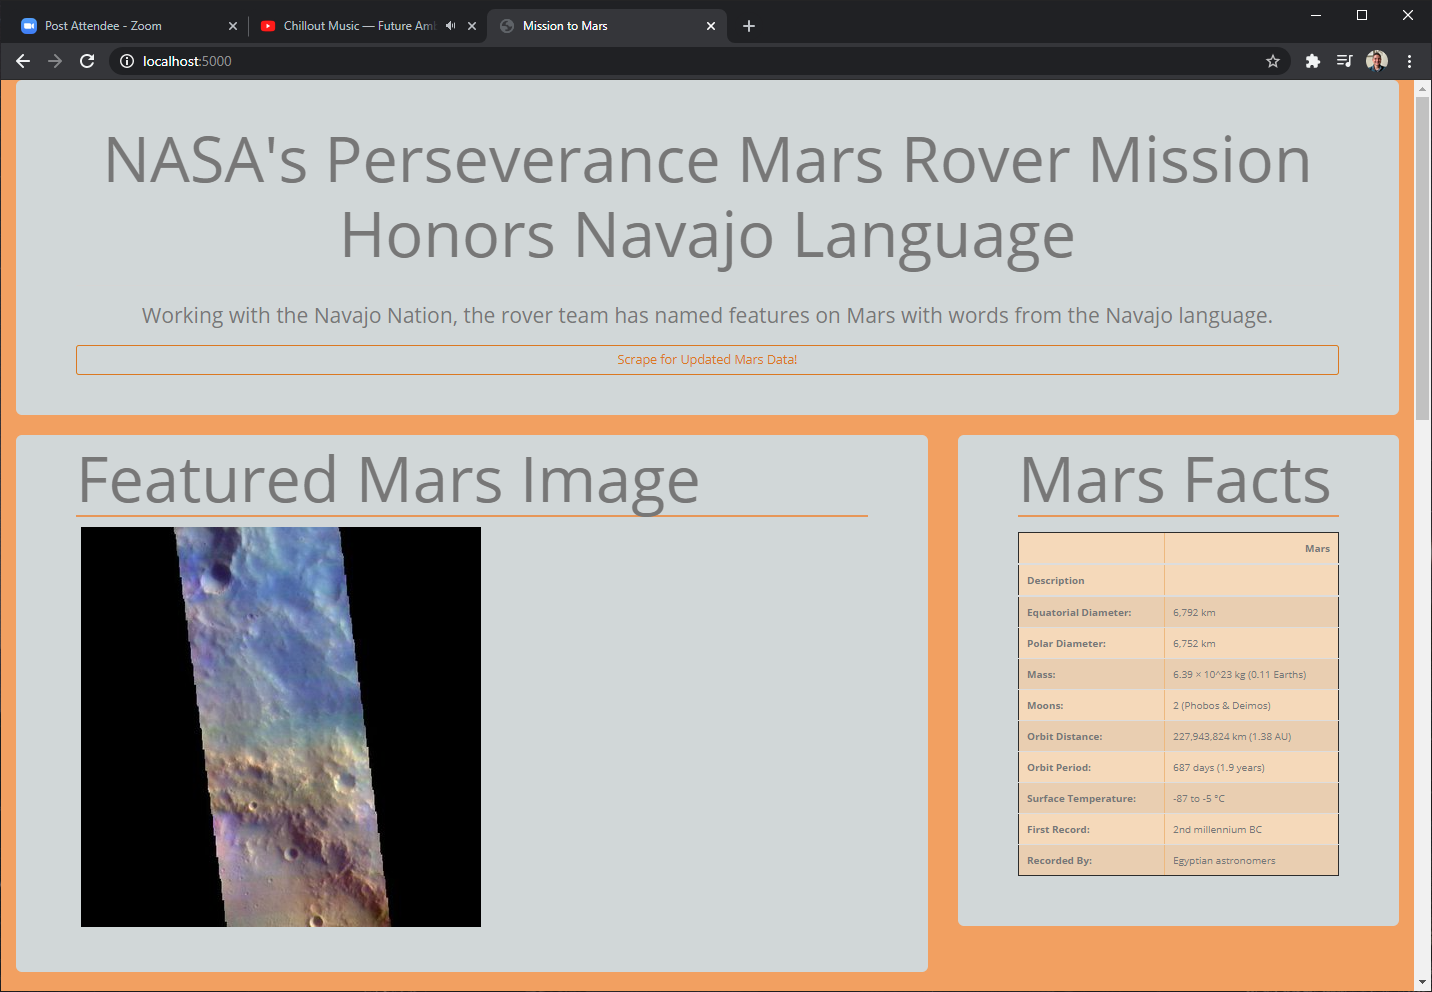 Post Attendee - Zoom
Chillout Music — Future Am
Mission to Mars
localhost:5000
NASA's Perseverance Mars Rover Mission
Honors Navajo Language
Working with the Navajo Nation, the rover team has named features on Mars with words from the Navajo language.
Scrape for Updated Mars Data!
Featured Mars Image
Mars Facts
Mars
Description
Equatorial Diameter: 6,792 km
Polar Diameter: 6,752 km
Mass: 6.39 × 10^23 kg (0.11 Earths)
Moons: 2 (Phobos & Deimos)
Orbit Distance: 227,943,824 km (1.38 AU)
Orbit Period: 687 days (1.9 years)
Surface Temperature: -87 to -5 °C
First Record: 2nd millennium BC
Recorded By: Egyptian astronomers